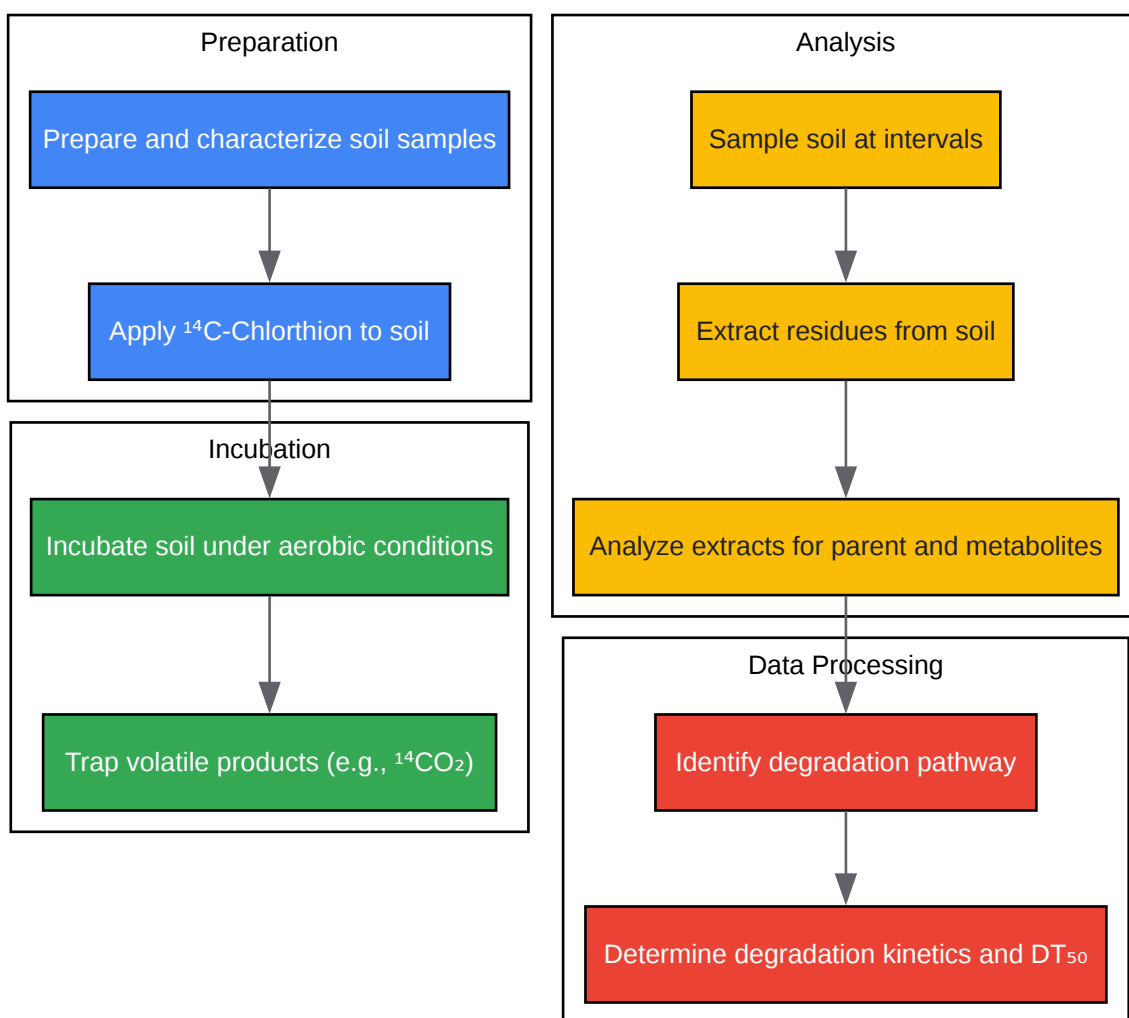 Preparation
Prepare and characterize soil samples
Apply ¹⁴C-Chlorthion to soil
Incubation
Incubate soil under aerobic conditions
Trap volatile products (e.g., ¹⁴CO₂)
Analysis
Sample soil at intervals
Extract residues from soil
Analyze extracts for parent and metabolites
Data Processing
Identify degradation pathway
Determine degradation kinetics and DT₅₀